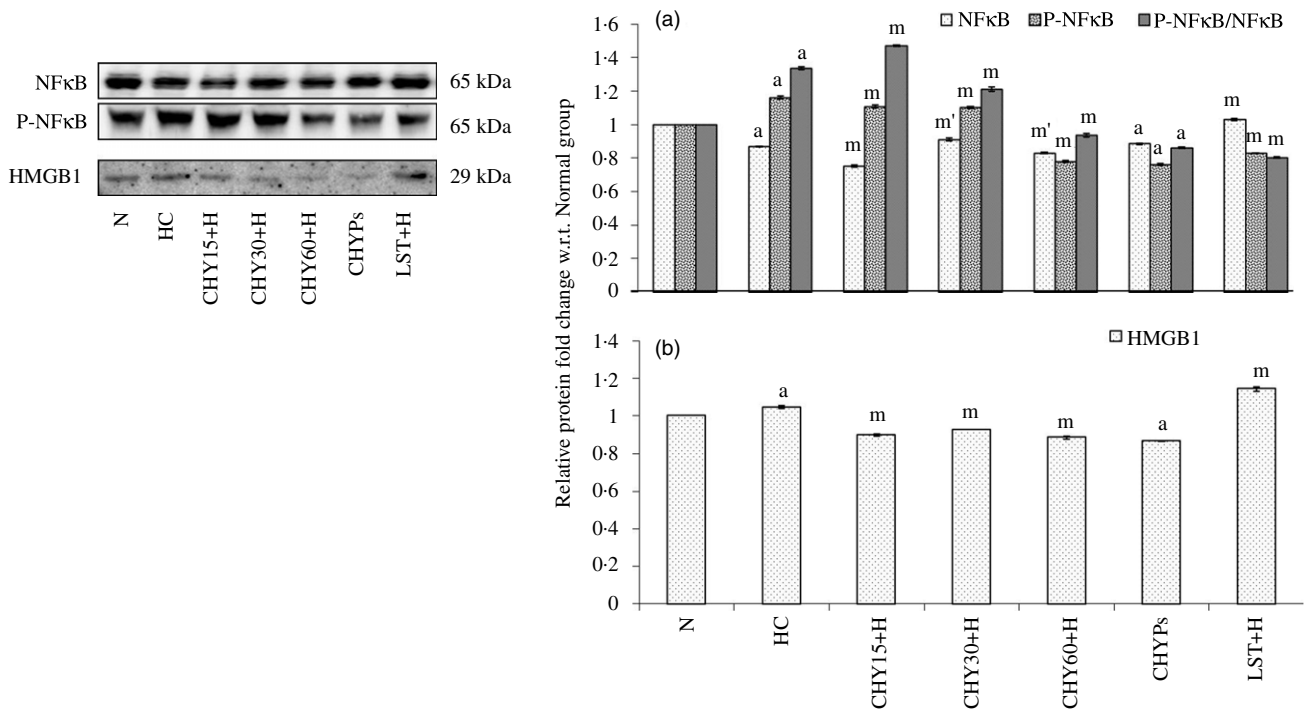 NFκB
65 kDa
P-NFκB
65 kDa
HMGB1
29 kDa
N
HC
CHY15+H
CHY30+H
CHY60+H
CHYPs
LST+H
Relative protein fold change w.r.t. Normal group
(a)
NFκB P-NFκB P-NFκB/NFκB
1·6
1·4
1·2
1
0·8
0·6
0·4
0·2
0
a a a
m m m
m' m m
m' m m
a a a
m m m
(b)
HMGB1
1·4
1·2
1
0·8
0·6
0·4
0·2
0
a
m
m
m
a
m
N
HC
CHY15+H
CHY30+H
CHY60+H
CHYPs
LST+H